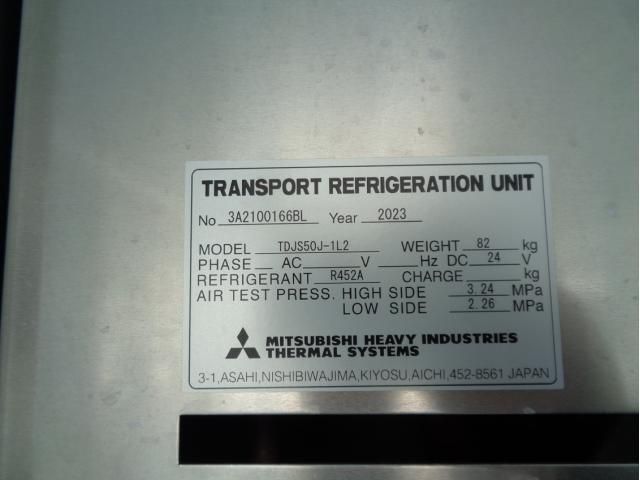 TRANSPORT REFRIGERATION UNIT
No 3A2100166BL Year 2023
MODEL TDJS50J-1L2 WEIGHT 82 kg
PHASE AC V Hz DC 24 V
REFRIGERANT R452A CHARGE kg
AIR TEST PRESS. HIGH SIDE 3.24 MPa
LOW SIDE 2.26 MPa
MITSUBISHI HEAVY INDUSTRIES
THERMAL SYSTEMS
3-1,ASAHI,NISHIBIWAJIMA,KIYOSU,AICHI,452-8561 JAPAN